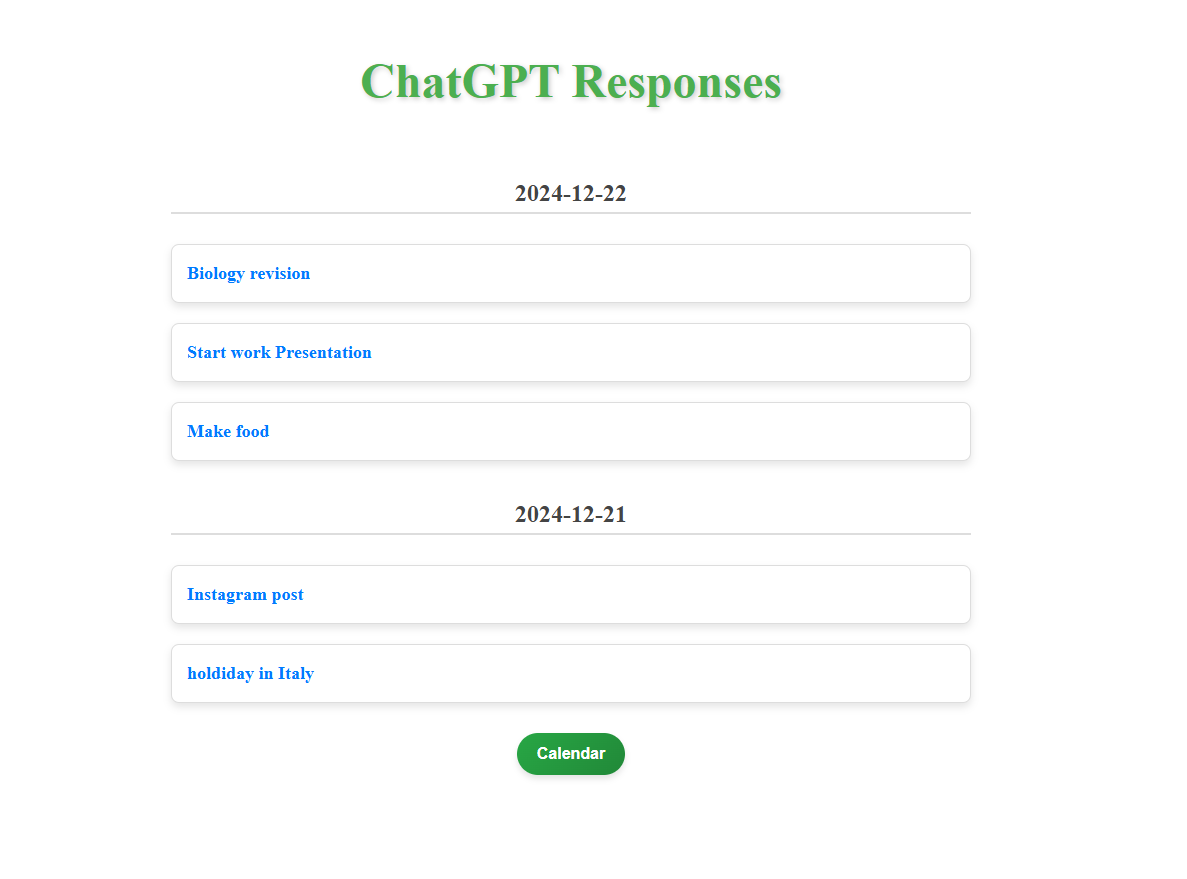 ChatGPT Responses
2024-12-22
Biology revision
Start work Presentation
Make food
2024-12-21
Instagram post
holdiday in Italy
Calendar